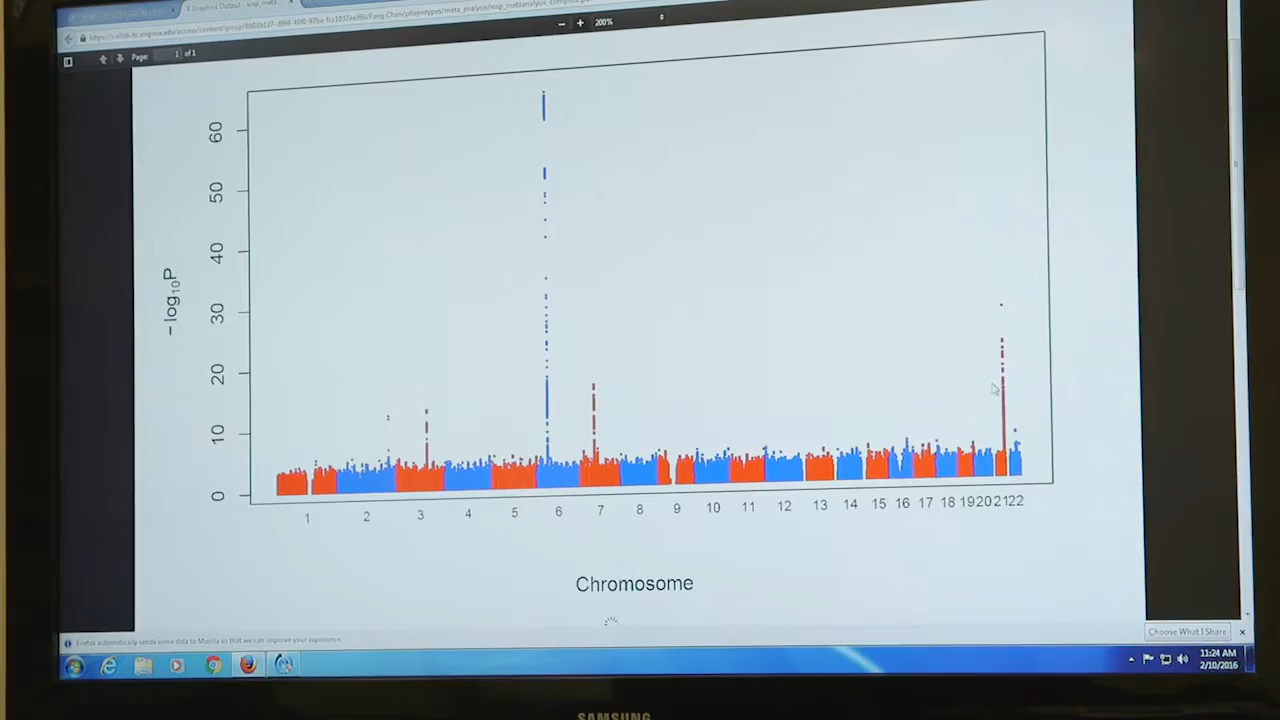 R Graphics Output
200%
Page: 1 of 1
60
50
40
30
20
10
0
−log10P
1 2 3 4 5 6 7 8 9 10 11 12 13 14 15 16 17 18 19 20 21 22
Chromosome
Firefox automatically sends some data to Mozilla so that we can improve your experience.
Choose What I Share
11:24 AM
2/10/2016
SAMSUNG